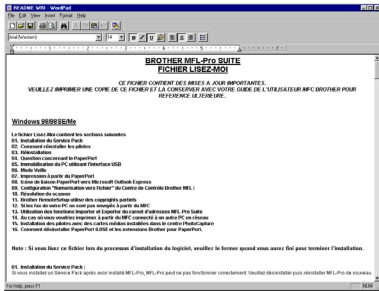 README.WRI - WordPad
File Edit View Insert Format Help
Arial (Western)
14
BROTHER MFL-Pro SUITE
FICHIER LISEZ-MOI
CE FICHIER CONTIENT DES MISES A JOUR IMPORTANTES.
VEUILLEZ IMPRIMER UNE COPIE DE CE FICHIER ET LA CONSERVER AVEC VOTRE GUIDE DE L'UTILISATEUR MFC BROTHER POUR
REFERENCE ULTERIEURE.
Windows 98/98SE/Me
Le fichier Lisez-Moi contient les sections suivantes
01. Installation du Service Pack
02. Comment réinstaller les pilotes
03. Réinstallation
04. Question concernant le PaperPort
05. Immobilisation du PC utilisant l'interface USB
06. Mode Veille
07. Impression à partir du PaperPort
08. Icône de liaison PaperPort vers Microsoft Outlook Express
09. Configuration "Numérisation vers Fichier" du Centre de Contrôle Brother MFL :
10. Résolution du scanner
11. Brother RemoteSetup utilise des copyrights partiels
12. Si les fax de votre PC ne sont pas envoyés à partir du MFC
13. Utilisation des fonctions Importer et Exporter du carnet d'adresses MFL-Pro Suite
14. Au cas où vous voudriez imprimer à partir du MFC connecté à un autre PC en réseau
15. Installation des pilotes avec des cartes médias installées dans le centre PhotoCapture
16. Comment désinstaller PaperPort 8.0SE et les extensions Brother pour PaperPort.
Note : Si vous lisez ce fichier lors du processus d'installation du logiciel, veuillez le fermer quand vous aurez fini pour terminer l'installation.
01. Installation du Service Pack :
Si vous installez un Service Pack après avoir installé MFL-Pro, MFL-Pro peut ne pas fonctionner correctement. Veuillez désinstaller puis réinstaller MFL-Pro de nouveau.
For Help, press F1
NUM